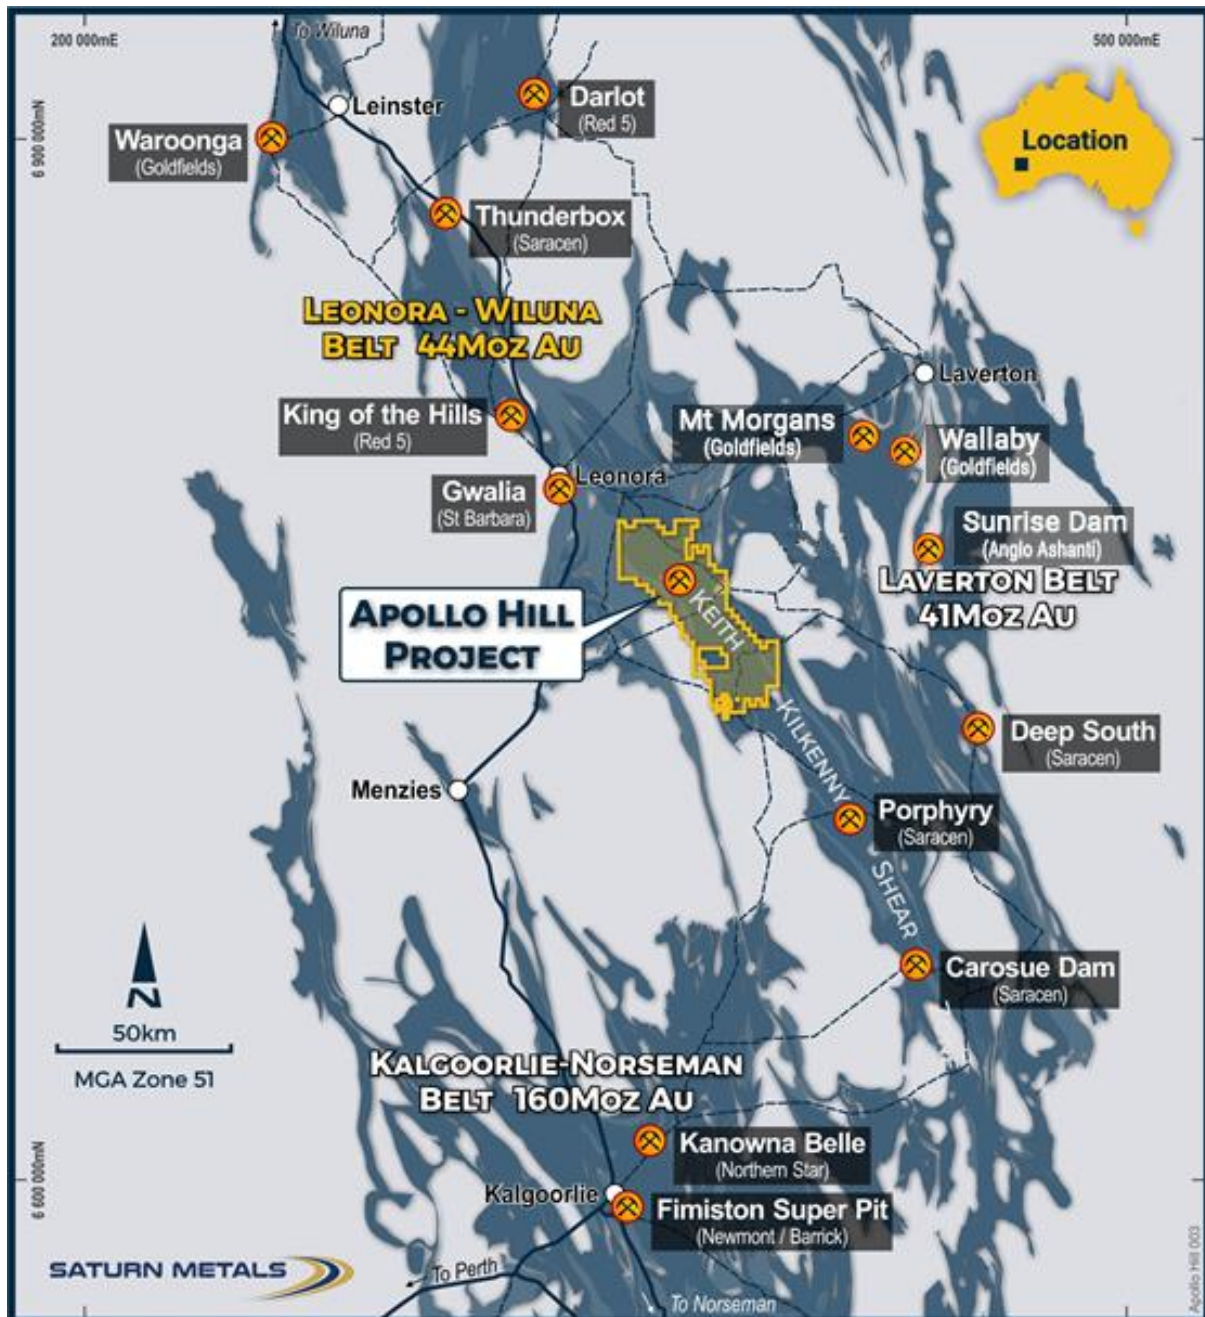 To Wiluna
200 000mE
500 000mE
Leinster
Darlot
(Red 5)
6 900 000mN
Waroonga
(Goldfields)
Location
Thunderbox
(Saracen)
LEONORA - WILUNA
BELT 44MOZ AU
Laverton
King of the Hills
(Red 5)
Mt Morgans
(Goldfields)
Wallaby
(Goldfields)
Leonora
Gwalia
(St Barbara)
Sunrise Dam
(Anglo Ashanti)
LAVERTON BELT
41MOZ AU
APOLLO HILL
PROJECT
KEITH
KILKENNY
SHEAR
Deep South
(Saracen)
Menzies
Porphyry
(Saracen)
Carosue Dam
(Saracen)
N
50km
MGA Zone 51
KALGOORLIE-NORSEMAN
BELT 160MOZ AU
Kanowna Belle
(Northern Star)
6 600 000mN
Kalgoorlie
Fimiston Super Pit
(Newmont / Barrick)
SATURN METALS
To Perth
To Norseman
Apollo Hill 003